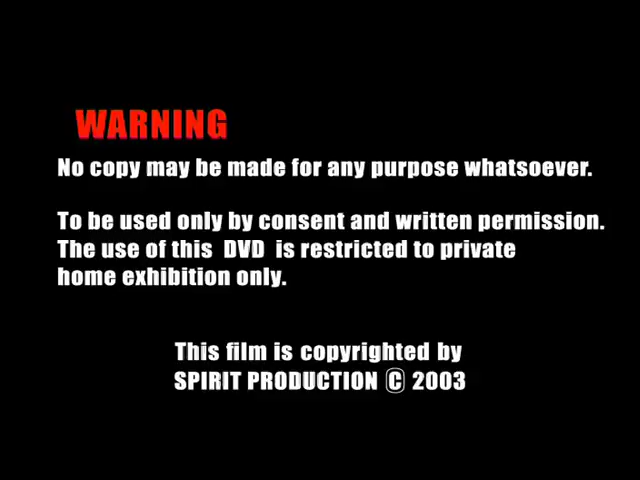 WARNING
No copy may be made for any purpose whatsoever.
To be used only by consent and written permission.
The use of this DVD is restricted to private
home exhibition only.
This film is copyrighted by
SPIRIT PRODUCTION © 2003